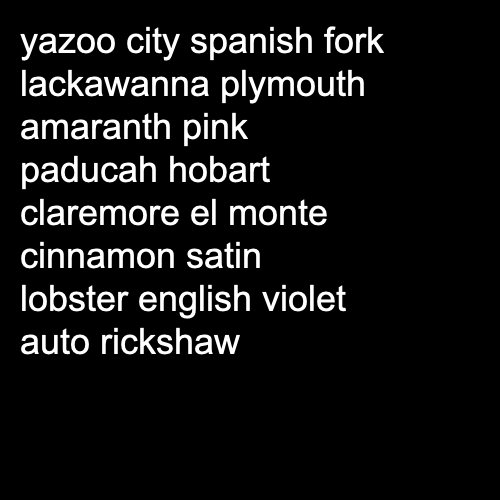 yazoo city spanish fork
lackawanna plymouth
amaranth pink
paducah hobart
claremore el monte
cinnamon satin
lobster english violet
auto rickshaw